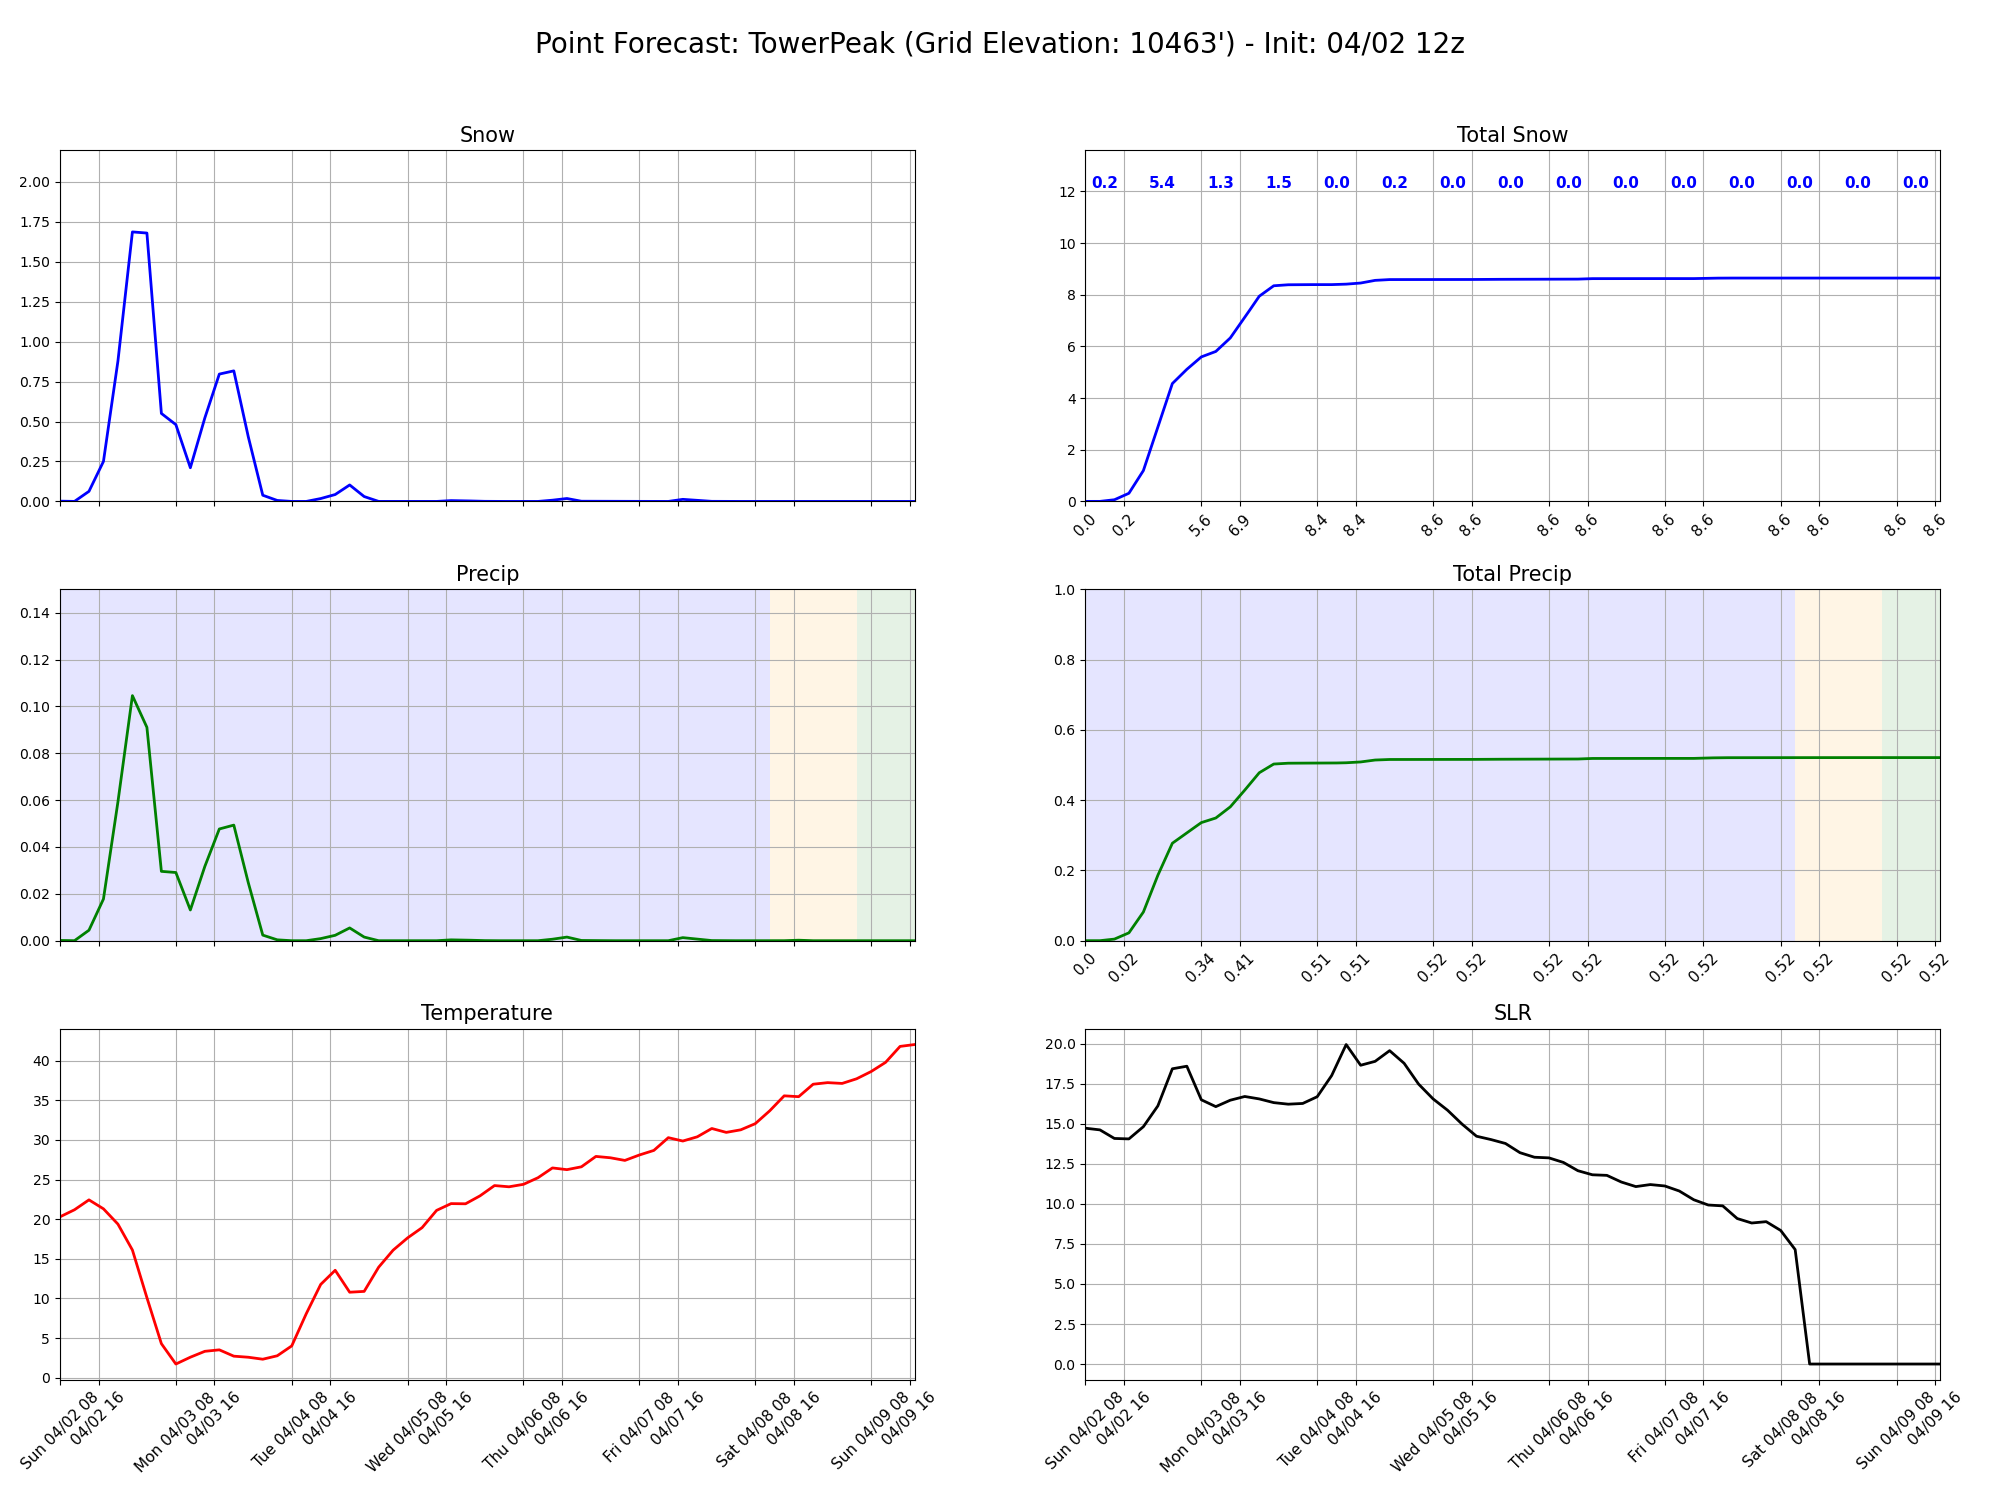 Point Forecast: TowerPeak (Grid Elevation: 10463') - Init: 04/02 12z
Snow
2.00
1.75
1.50
1.25
1.00
0.75
0.50
0.25
0.00
Total Snow
0.2 5.4 1.3 1.5 0.0 0.2 0.0 0.0 0.0 0.0 0.0 0.0 0.0 0.0 0.0
12
10
8
6
4
2
0
0.0 0.2 5.6 6.9 8.4 8.4 8.6 8.6 8.6 8.6 8.6 8.6 8.6 8.6 8.6 8.6
Precip
0.14
0.12
0.10
0.08
0.06
0.04
0.02
0.00
Total Precip
1.0
0.8
0.6
0.4
0.2
0.0
0.0 0.02 0.34 0.41 0.51 0.51 0.52 0.52 0.52 0.52 0.52 0.52 0.52 0.52 0.52 0.52
Temperature
40
35
30
25
20
15
10
5
0
Sun 04/02 08
04/02 16
Mon 04/03 08
04/03 16
Tue 04/04 08
04/04 16
Wed 04/05 08
04/05 16
Thu 04/06 08
04/06 16
Fri 04/07 08
04/07 16
Sat 04/08 08
04/08 16
Sun 04/09 08
04/09 16
SLR
20.0
17.5
15.0
12.5
10.0
7.5
5.0
2.5
0.0
Sun 04/02 08
04/02 16
Mon 04/03 08
04/03 16
Tue 04/04 08
04/04 16
Wed 04/05 08
04/05 16
Thu 04/06 08
04/06 16
Fri 04/07 08
04/07 16
Sat 04/08 08
04/08 16
Sun 04/09 08
04/09 16